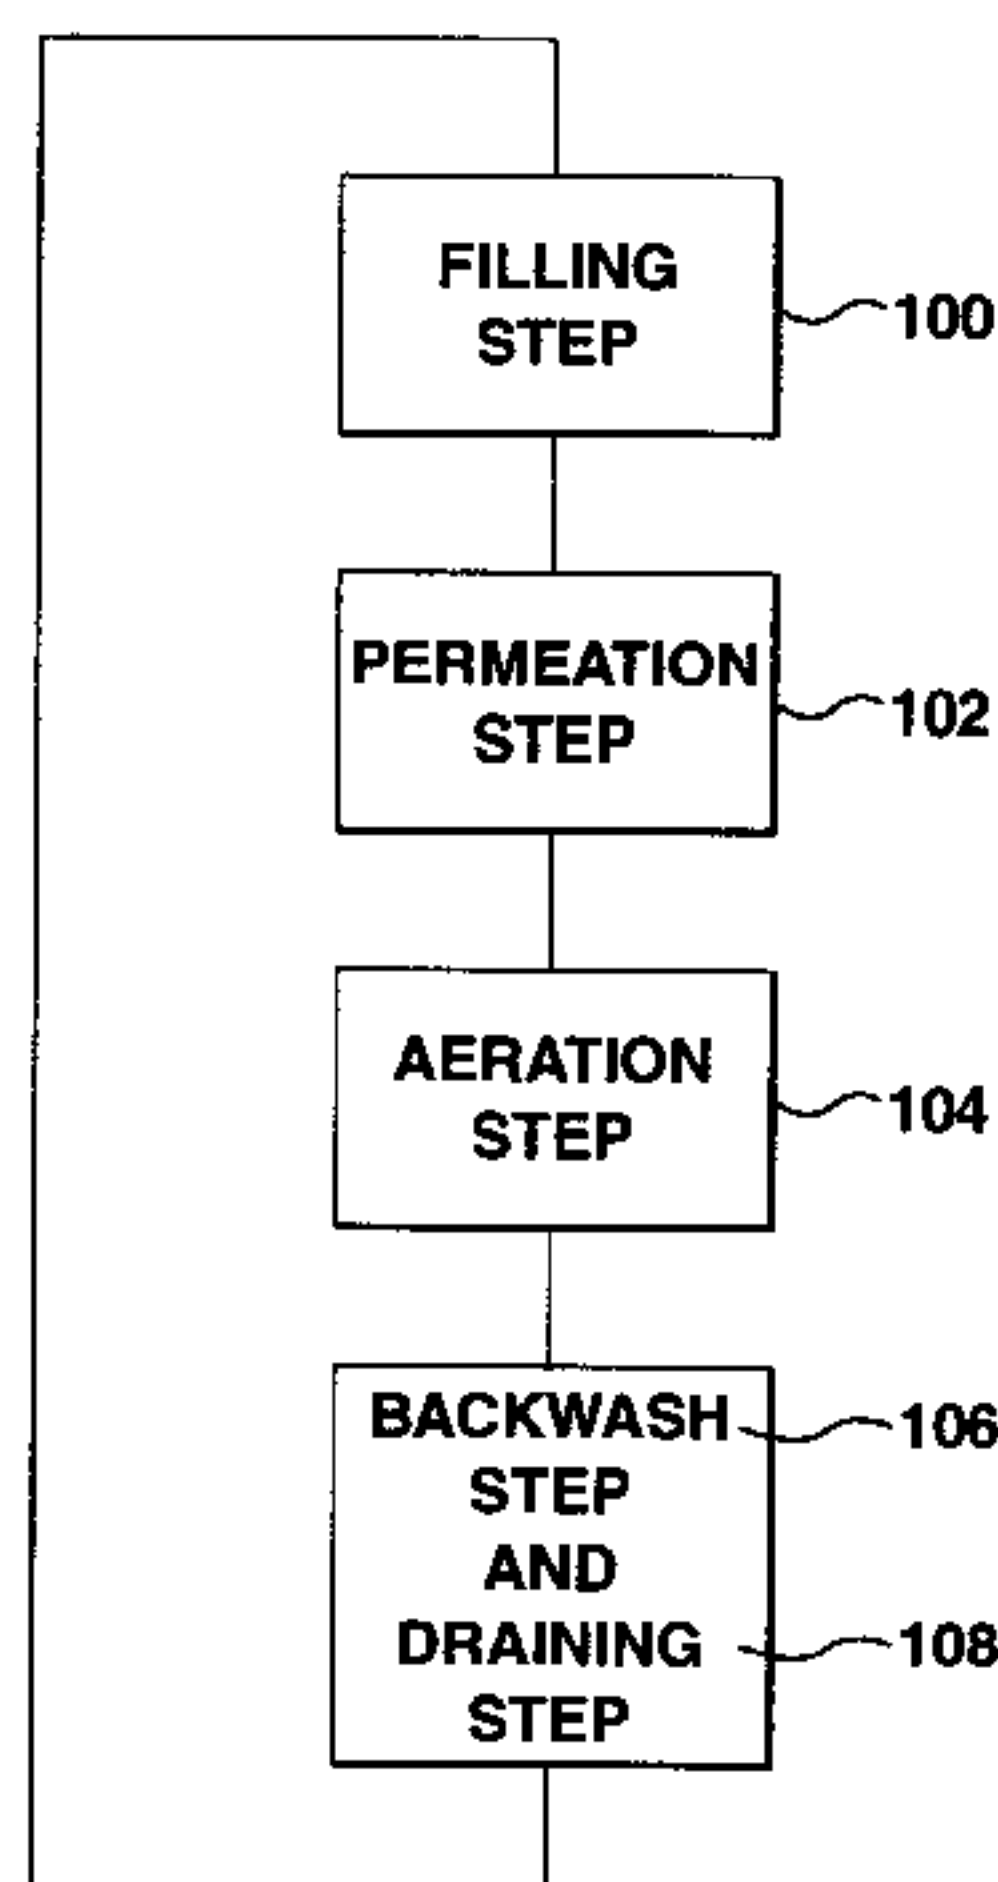 FILLING
STEP
100
PERMEATION
STEP
102
AERATION
STEP
104
BACKWASH
106
STEP
AND
DRAINING
108
STEP